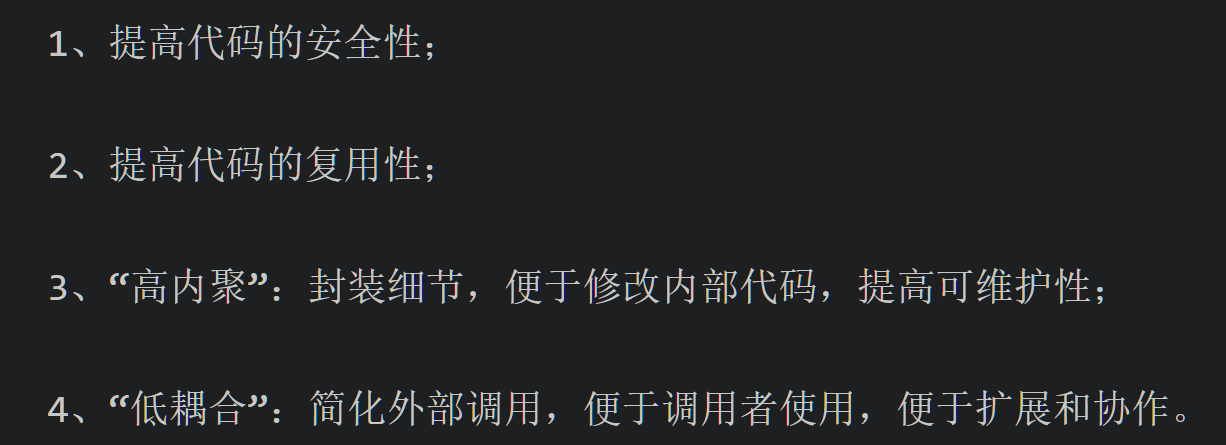 1、提高代码的安全性；
2、提高代码的复用性；
3、“高内聚”：封装细节，便于修改内部代码，提高可维护性；
4、“低耦合”：简化外部调用，便于调用者使用，便于扩展和协作。